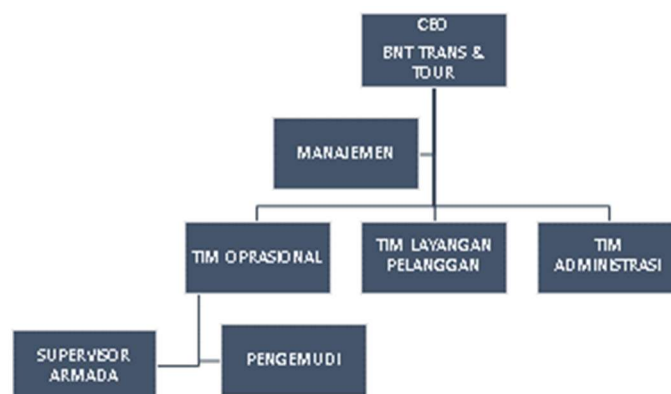 CEO
BNT TRANS &
TOUR
MANAJEMEN
TIM OPRASIONAL
TIM LAYANGAN
PELANGGAN
TIM
ADMINISTRASI
SUPERVISOR
ARMADA
PENGEMUDI